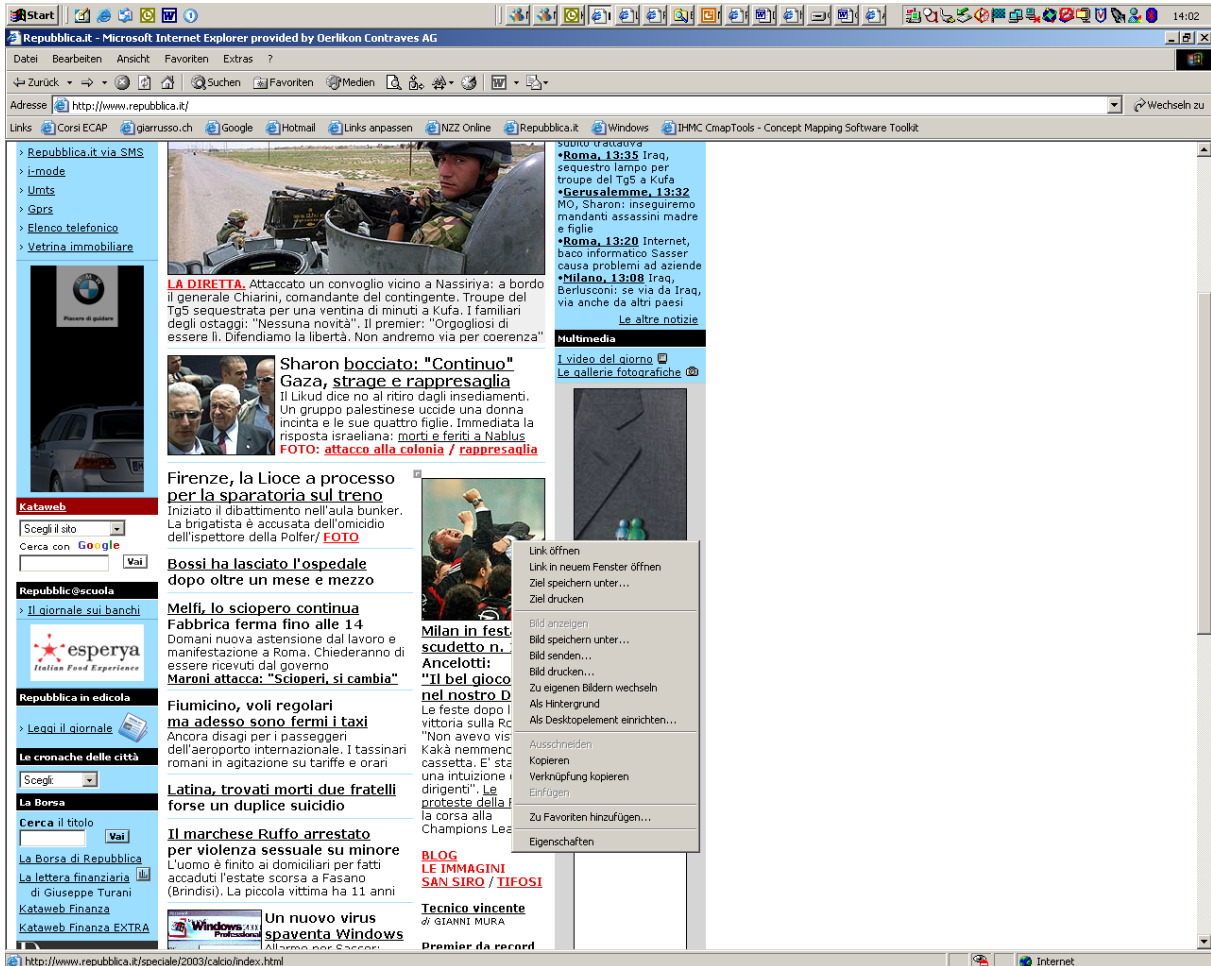 Start
14:02
Repubblica.it - Microsoft Internet Explorer provided by Oerlikon Contraves AG
Datei Bearbeiten Ansicht Favoriten Extras ?
Zurück Suchen Favoriten Medien
Adresse http://www.repubblica.it/ Wechseln zu
Links Corsi ECAP giarrusso.ch Google Hotmail Links anpassen NZZ Online Repubblica.it Windows IHMC CmapTools - Concept Mapping Software Toolkit
› Repubblica.it via SMS
› i-mode
› Umts
› Gprs
› Elenco telefonico
› Vetrina immobiliare
Piacere di guidare
Kataweb
Scegli il sito
Cerca con Google
Vai
Repubblic@scuola
› Il giornale sui banchi
esperya
Italian Food Experience
Repubblica in edicola
› Leggi il giornale
Le cronache delle città
Scegli:
La Borsa
Cerca il titolo
Vai
La Borsa di Repubblica
La lettera finanziaria
di Giuseppe Turani
Kataweb Finanza
Kataweb Finanza EXTRA
LA DIRETTA. Attaccato un convoglio vicino a Nassiriya: a bordo
il generale Chiarini, comandante del contingente. Troupe del
Tg5 sequestrata per una ventina di minuti a Kufa. I familiari
degli ostaggi: "Nessuna novità". Il premier: "Orgogliosi di
essere lì. Difendiamo la libertà. Non andremo via per coerenza"
Sharon bocciato: "Continuo"
Gaza, strage e rappresaglia
Il Likud dice no al ritiro dagli insediamenti.
Un gruppo palestinese uccide una donna
incinta e le sue quattro figlie. Immediata la
risposta israeliana: morti e feriti a Nablus
FOTO: attacco alla colonia / rappresaglia
Firenze, la Lioce a processo
per la sparatoria sul treno
Iniziato il dibattimento nell'aula bunker.
La brigatista è accusata dell'omicidio
dell'ispettore della Polfer/ FOTO
Bossi ha lasciato l'ospedale
dopo oltre un mese e mezzo
Melfi, lo sciopero continua
Fabbrica ferma fino alle 14
Domani nuova astensione dal lavoro e
manifestazione a Roma. Chiederanno di
essere ricevuti dal governo
Maroni attacca: "Scioperi, si cambia"
Fiumicino, voli regolari
ma adesso sono fermi i taxi
Ancora disagi per i passeggeri
dell'aeroporto internazionale. I tassinari
romani in agitazione su tariffe e orari
Latina, trovati morti due fratelli
forse un duplice suicidio
Il marchese Ruffo arrestato
per violenza sessuale su minore
L'uomo è finito ai domiciliari per fatti
accaduti l'estate scorsa a Fasano
(Brindisi). La piccola vittima ha 11 anni
Windows 2000
Professional
Un nuovo virus
spaventa Windows
Allarme per Sasser:
Milan in fest
scudetto n.
Ancelotti:
"Il bel gioco
nel nostro D
Le feste dopo l
vittoria sulla Ro
"Non avevo vis
Kakà nemmeno
cassetta. E' sta
una intuizione
dirigenti". Le
proteste della
la corsa alla
Champions Lea
BLOG
LE IMMAGINI
SAN SIRO / TIFOSI
Tecnico vincente
di GIANNI MURA
Premier da record
subito trattativa
•Roma, 13:35 Iraq,
sequestro lampo per
troupe del Tg5 a Kufa
•Gerusalemme, 13:32
MO, Sharon: inseguiremo
mandanti assassini madre
e figlie
•Roma, 13:20 Internet,
baco informatico Sasser
causa problemi ad aziende
•Milano, 13:08 Iraq,
Berlusconi: se via da Iraq,
via anche da altri paesi
Le altre notizie
Multimedia
I video del giorno
Le gallerie fotografiche
Link öffnen
Link in neuem Fenster öffnen
Ziel speichern unter...
Ziel drucken
Bild anzeigen
Bild speichern unter...
Bild senden...
Bild drucken...
Zu eigenen Bildern wechseln
Als Hintergrund
Als Desktopelement einrichten...
Ausschneiden
Kopieren
Verknüpfung kopieren
Einfügen
Zu Favoriten hinzufügen...
Eigenschaften
http://www.repubblica.it/speciale/2003/calcio/index.html
Internet